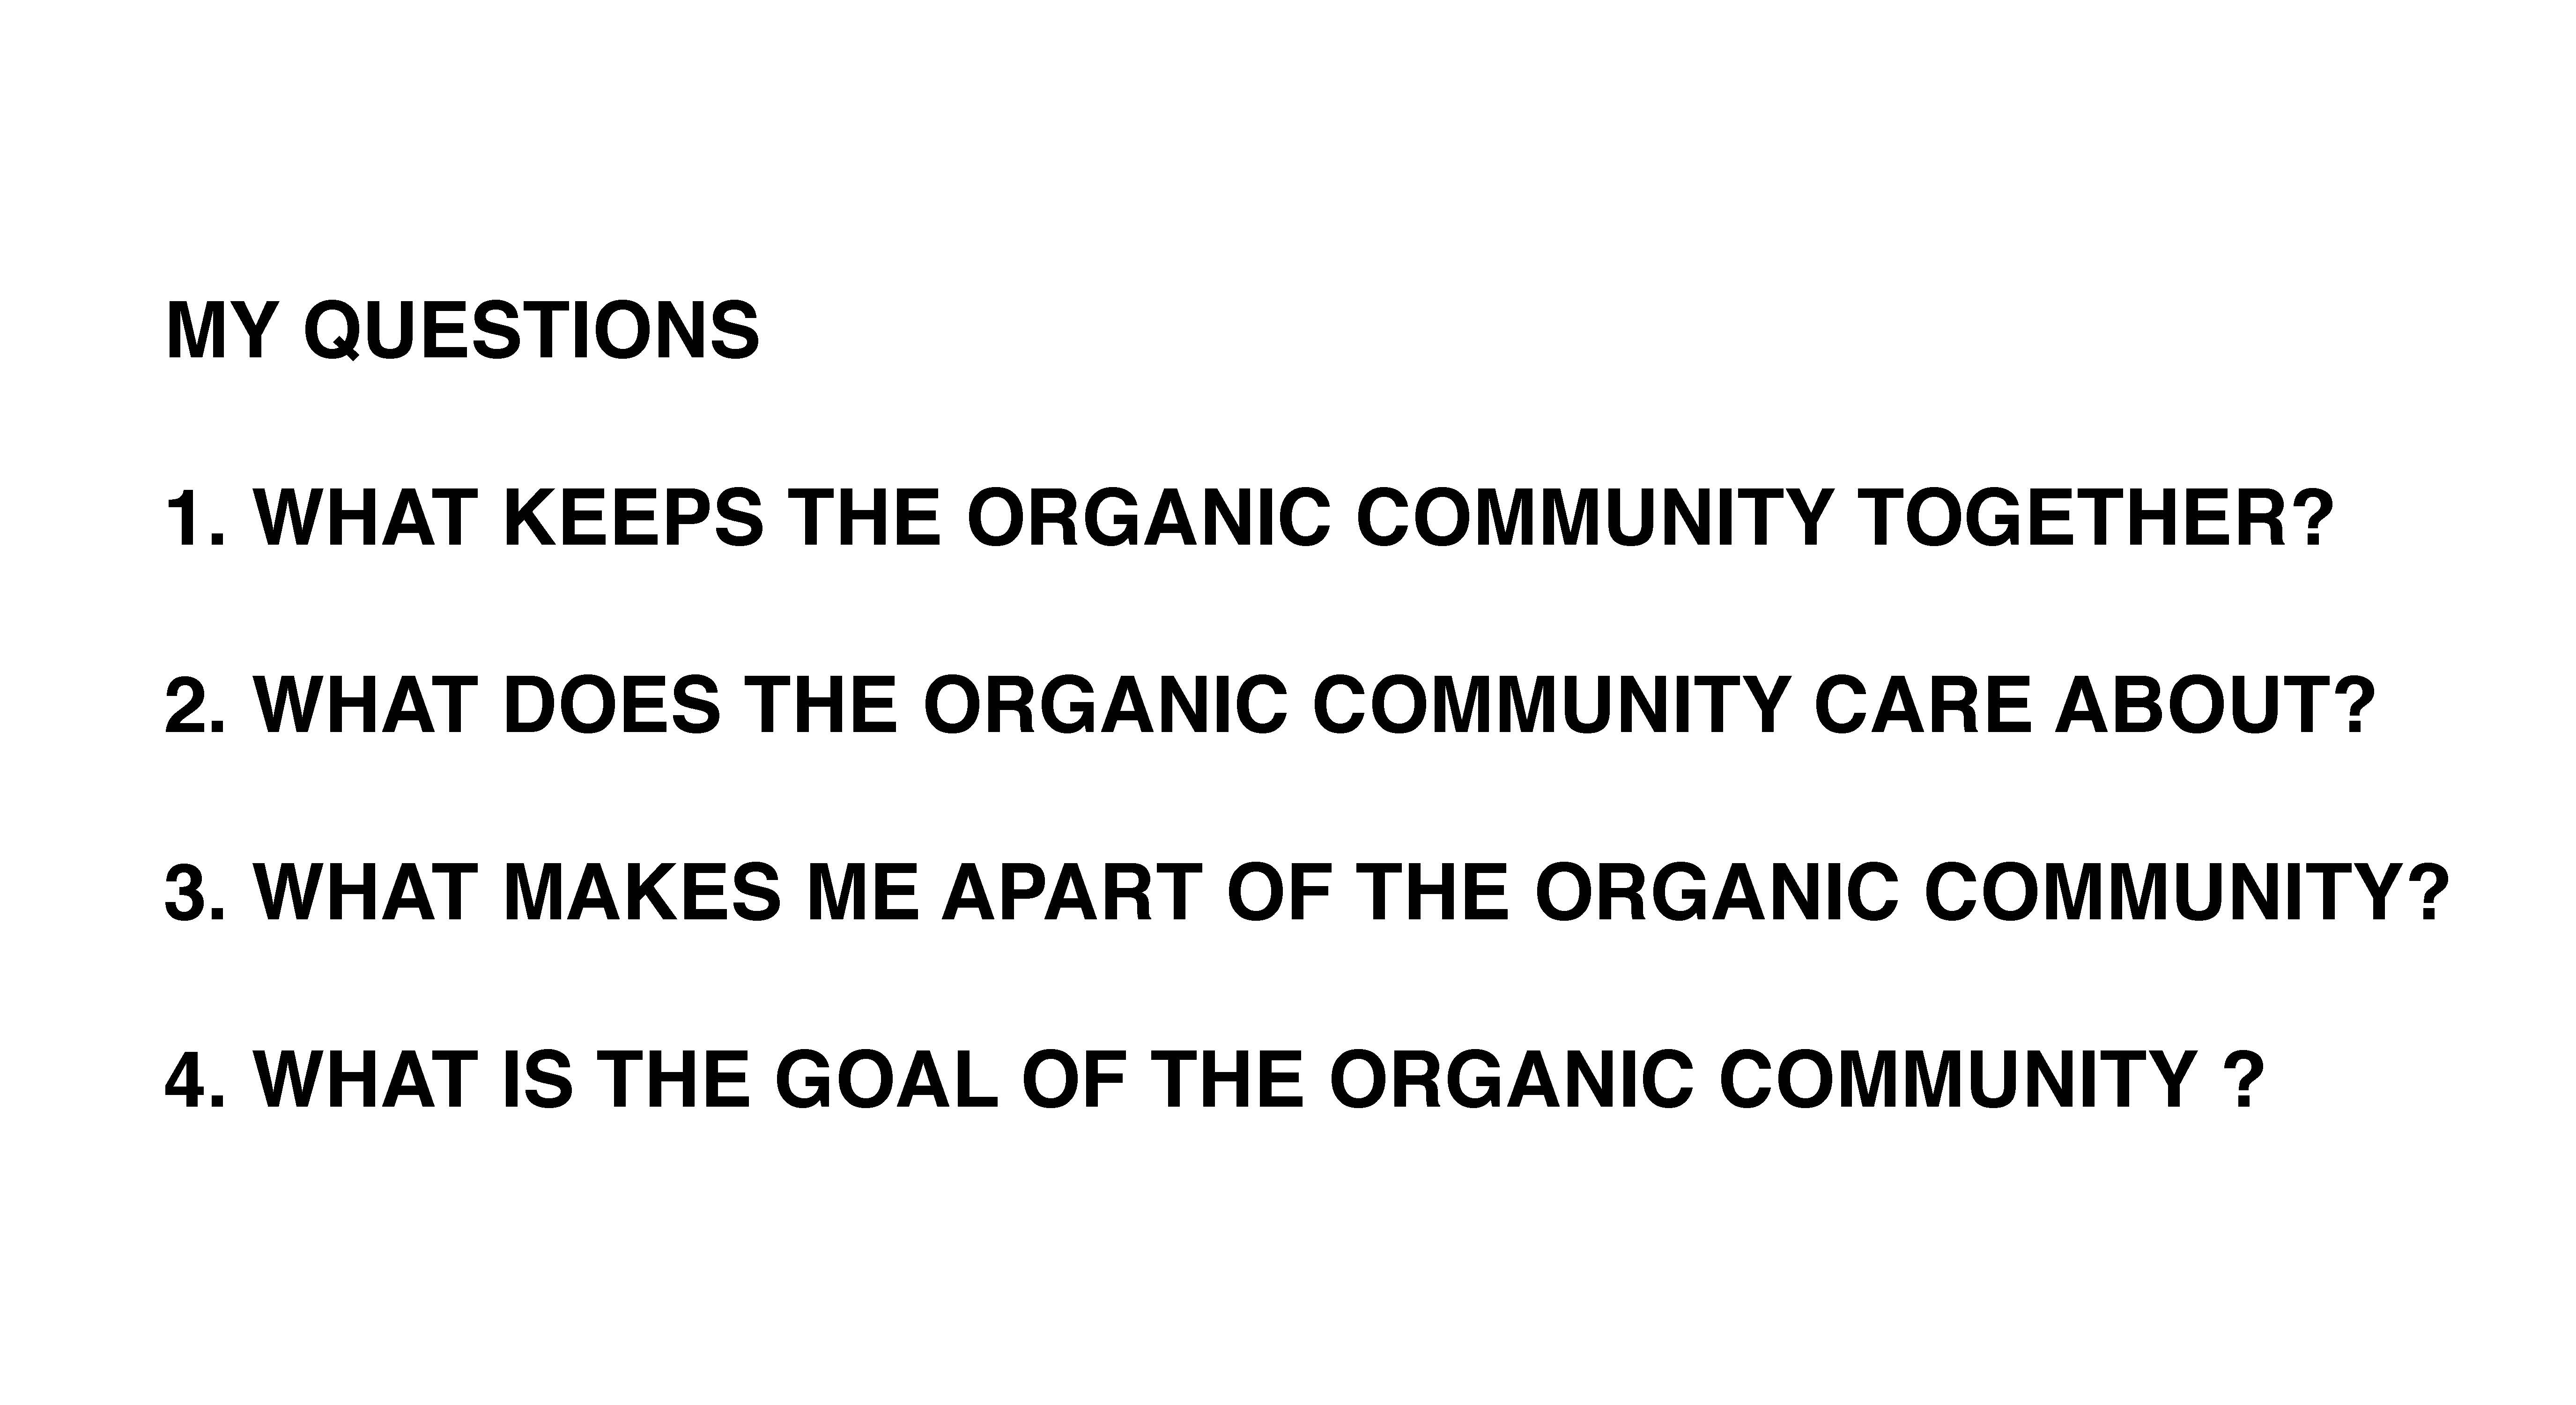 MY QUESTIONS
1. WHAT KEEPS THE ORGANIC COMMUNITY TOGETHER?
2. WHAT DOES THE ORGANIC COMMUNITY CARE ABOUT?
3. WHAT MAKES ME APART OF THE ORGANIC COMMUNITY?
4. WHAT IS THE GOAL OF THE ORGANIC COMMUNITY ?